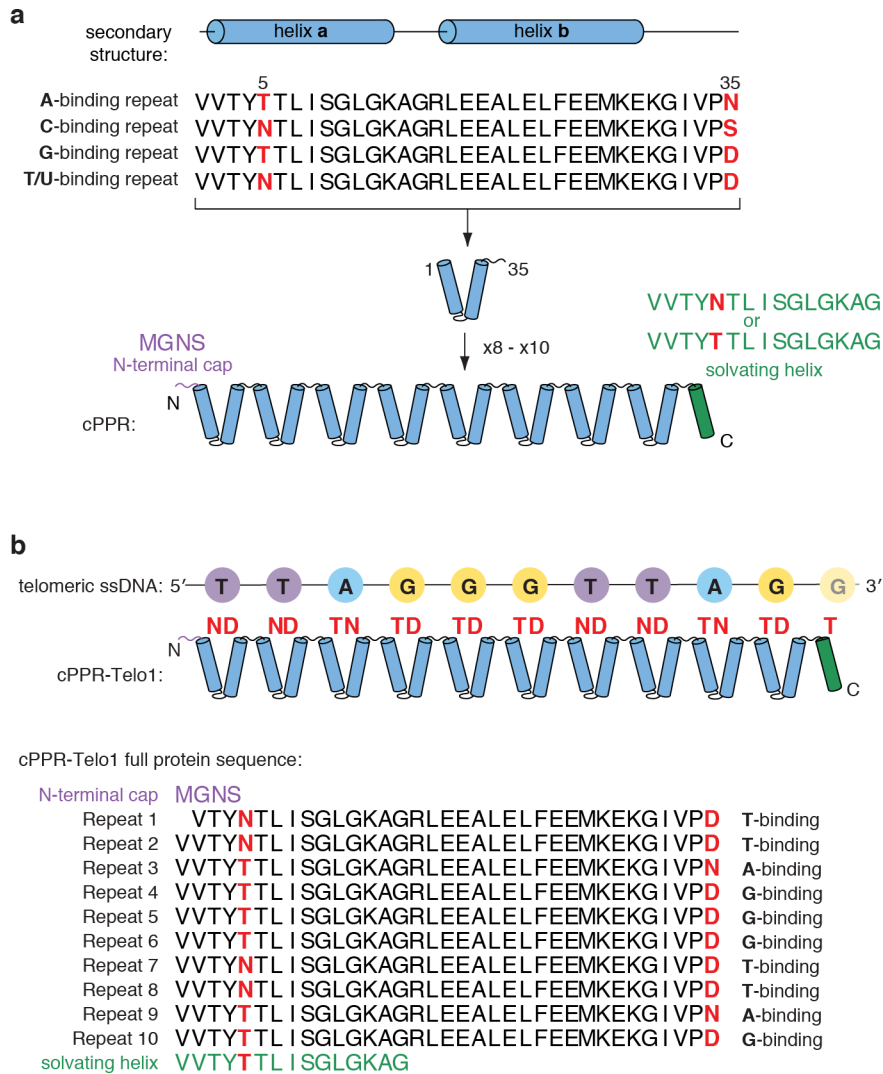 a
secondary structure:
helix a
helix b
5
35
A-binding repeat VVTYTTLISGLGKAGRLEEALELFEEMKEKGIVPN
C-binding repeat VVTYNTLISGLGKAGRLEEALELFEEMKEKGIVPS
G-binding repeat VVTYTTLISGLGKAGRLEEALELFEEMKEKGIVPD
T/U-binding repeat VVTYNTLISGLGKAGRLEEALELFEEMKEKGIVPD
1
35
VVTYNTLISGLGKAG
or
VVTYTTLISGLGKAG
solvating helix
MGNS
N-terminal cap
x8 - x10
N
cPPR:
C
b
telomeric ssDNA: 5′ T T A G G G T T A G G 3′
ND ND TN TD TD TD ND ND TN TD T
N
cPPR-Telo1:
C
cPPR-Telo1 full protein sequence:
N-terminal cap MGNS
Repeat 1 VTYNTLISGLGKAGRLEEALELFEEMKEKGIVPD T-binding
Repeat 2 VVTYNTLISGLGKAGRLEEALELFEEMKEKGIVPD T-binding
Repeat 3 VVTYTTLISGLGKAGRLEEALELFEEMKEKGIVPN A-binding
Repeat 4 VVTYTTLISGLGKAGRLEEALELFEEMKEKGIVPD G-binding
Repeat 5 VVTYTTLISGLGKAGRLEEALELFEEMKEKGIVPD G-binding
Repeat 6 VVTYTTLISGLGKAGRLEEALELFEEMKEKGIVPD G-binding
Repeat 7 VVTYNTLISGLGKAGRLEEALELFEEMKEKGIVPD T-binding
Repeat 8 VVTYNTLISGLGKAGRLEEALELFEEMKEKGIVPD T-binding
Repeat 9 VVTYTTLISGLGKAGRLEEALELFEEMKEKGIVPN A-binding
Repeat 10 VVTYTTLISGLGKAGRLEEALELFEEMKEKGIVPD G-binding
solvating helix VVTYTTLISGLGKAG